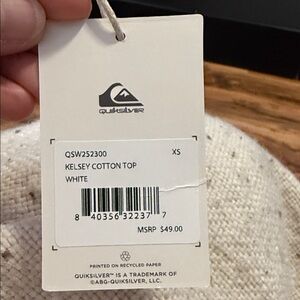 QUIKSILVER
QSW252300 XS
KELSEY COTTON TOP
WHITE
8 40356 32237 7
MSRP $49.00
PRINTED ON RECYCLED PAPER
QUIKSILVER™ IS A TRADEMARK OF
©ABG-QUIKSILVER, LLC.